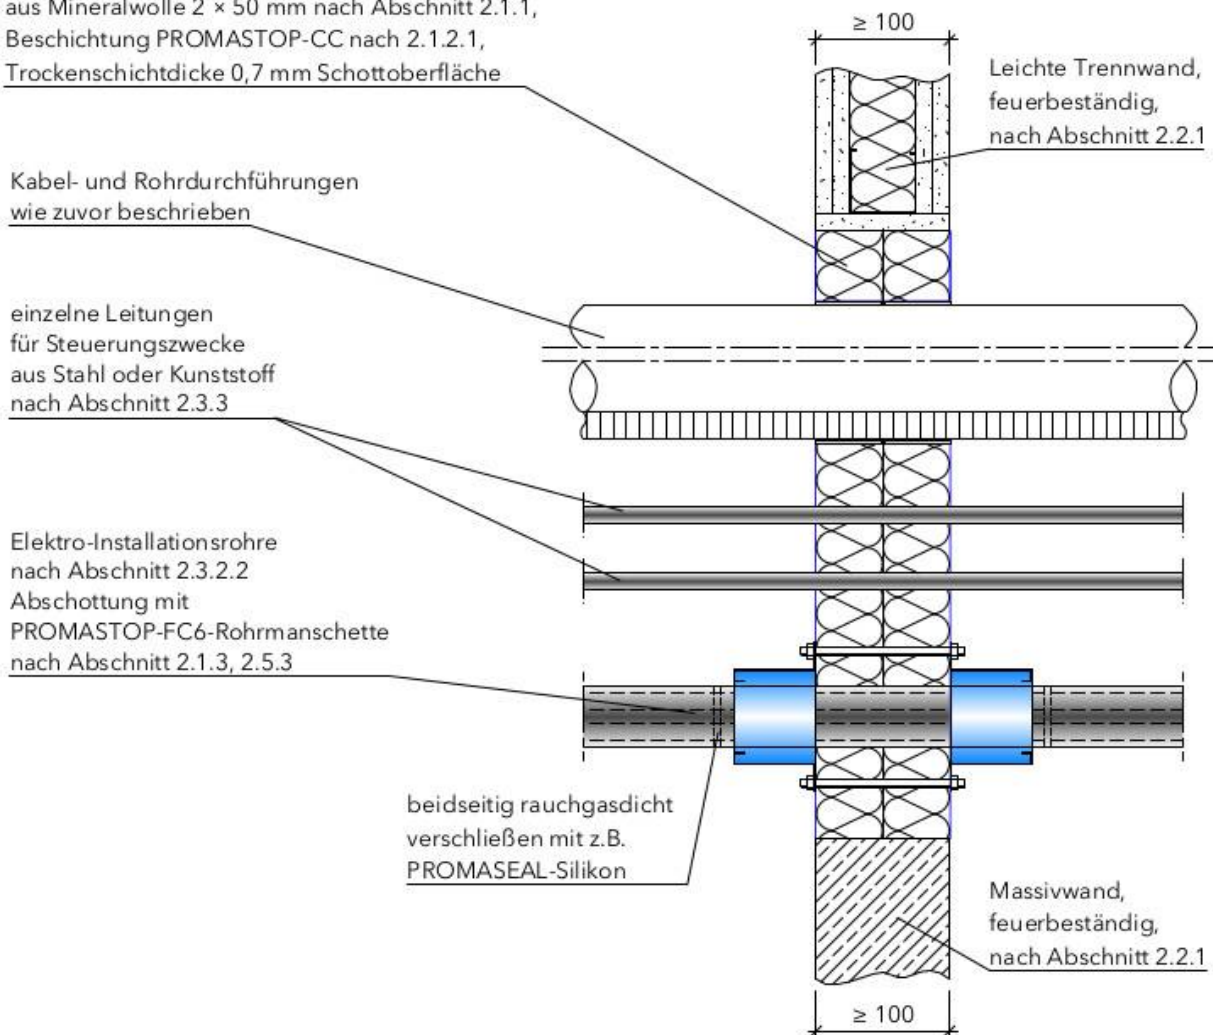 aus Mineralwolle 2 × 50 mm nach Abschnitt 2.1.1,
Beschichtung PROMASTOP-CC nach 2.1.2.1,
Trockenschichtdicke 0,7 mm Schottoberfläche
≥ 100
Leichte Trennwand,
feuerbeständig,
nach Abschnitt 2.2.1
Kabel- und Rohrdurchführungen
wie zuvor beschrieben
einzelne Leitungen
für Steuerungszwecke
aus Stahl oder Kunststoff
nach Abschnitt 2.3.3
Elektro-Installationsrohre
nach Abschnitt 2.3.2.2
Abschottung mit
PROMASTOP-FC6-Rohrmanschette
nach Abschnitt 2.1.3, 2.5.3
beidseitig rauchgasdicht
verschließen mit z.B.
PROMASEAL-Silikon
Massivwand,
feuerbeständig,
nach Abschnitt 2.2.1
≥ 100